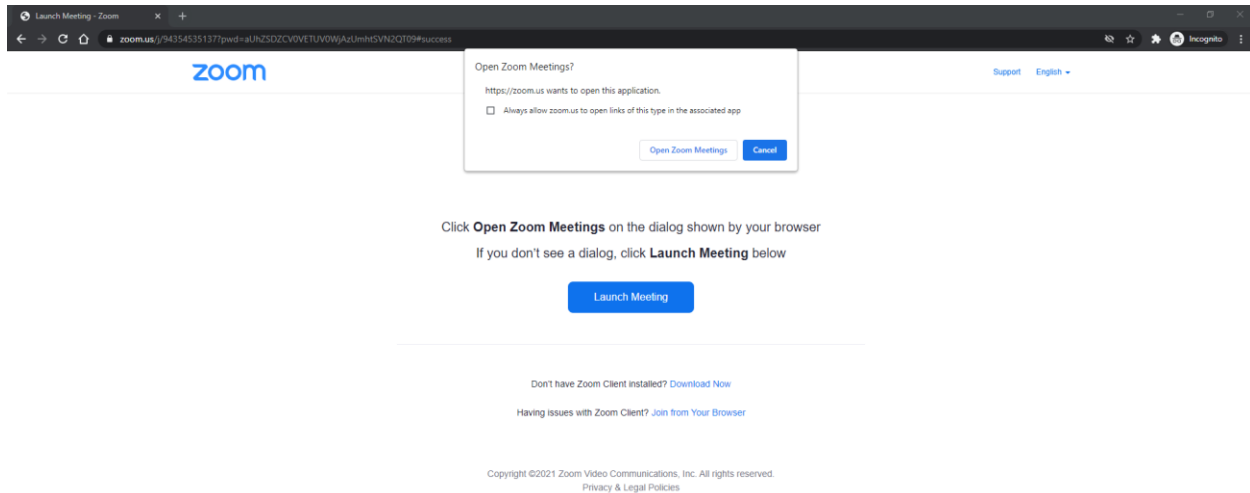 Launch Meeting - Zoom
zoom.us/j/94354535137?pwd=aUhZSDZCV0VETUV0WjAzUmhtSVN2QT09#success
Incognito
zoom
Support English
Open Zoom Meetings?
https://zoom.us wants to open this application.
Always allow zoom.us to open links of this type in the associated app
Open Zoom Meetings Cancel
Click Open Zoom Meetings on the dialog shown by your browser
If you don't see a dialog, click Launch Meeting below
Launch Meeting
Don't have Zoom Client installed? Download Now
Having issues with Zoom Client? Join from Your Browser
Copyright ©2021 Zoom Video Communications, Inc. All rights reserved.
Privacy & Legal Policies